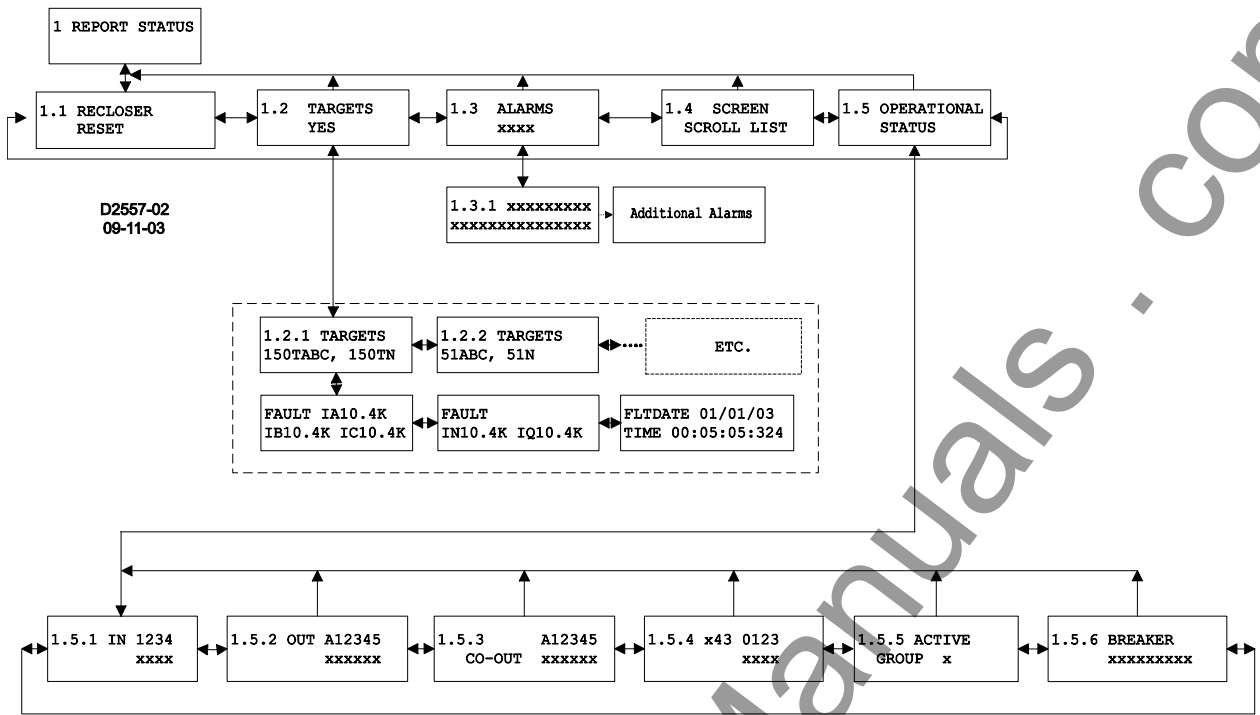 1 REPORT STATUS
1.1 RECLOSER
RESET
1.2 TARGETS
YES
1.3 ALARMS
xxxx
1.4 SCREEN
SCROLL LIST
1.5 OPERATIONAL
STATUS
1.3.1 xxxxxxxxx
xxxxxxxxxxxxxxx
Additional Alarms
D2557-02
09-11-03
1.2.1 TARGETS
150TABC, 150TN
1.2.2 TARGETS
51ABC, 51N
ETC.
FAULT IA10.4K
IB10.4K IC10.4K
FAULT
IN10.4K IQ10.4K
FLTDATE 01/01/03
TIME 00:05:05:324
1.5.1 IN 1234
xxxx
1.5.2 OUT A12345
xxxxxx
1.5.3 A12345
CO-OUT xxxxxx
1.5.4 x43 0123
xxxx
1.5.5 ACTIVE
GROUP x
1.5.6 BREAKER
xxxxxxxxx
Manuals . com